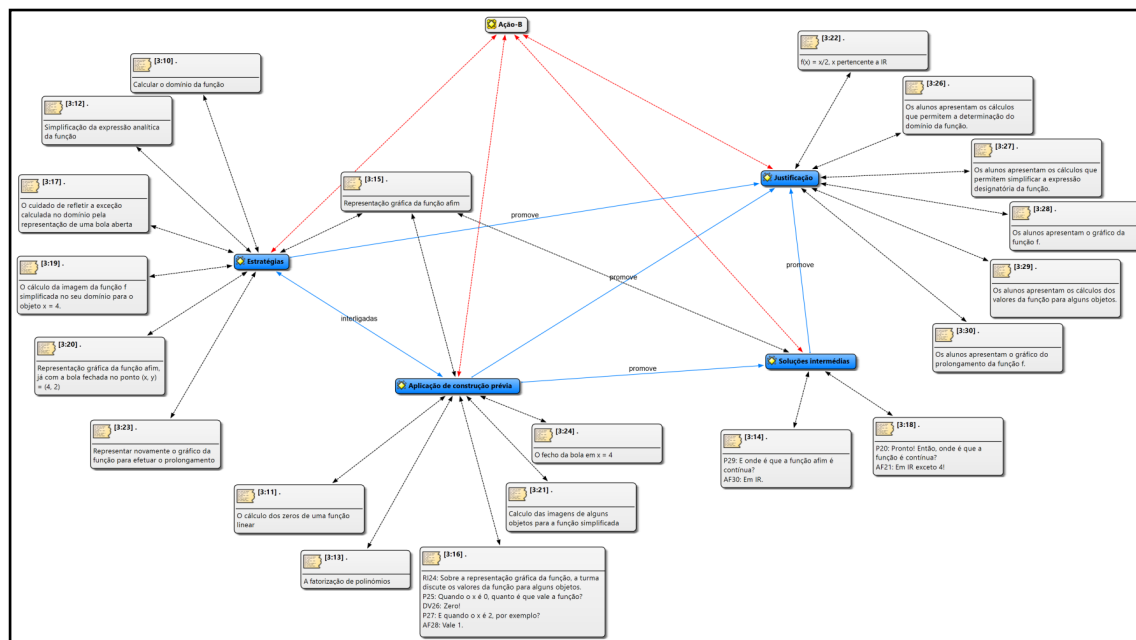 Ação-B
[3:10] .
Calcular o domínio da função
[3:12] .
Simplificação da expressão analítica
da função
[3:17] .
O cuidado de refletir a exceção
calculada no domínio pela
representação de uma bola aberta
[3:19] .
O cálculo da imagem da função f
simplificada no seu domínio para o
objeto x = 4.
[3:20] .
Representação gráfica da função afim,
já com a bola fechada no ponto (x, y)
= (4, 2)
[3:23] .
Representar novamente o gráfico da
função para efetuar o prolongamento
Estratégias
[3:15] .
Representação gráfica da função afim
promove
interligadas
promove
promove
promove
Aplicação de construção prévia
[3:11] .
O cálculo dos zeros de uma função
linear
[3:13] .
A fatorização de polinómios
[3:16] .
RI24: Sobre a representação gráfica da função, a turma
discute os valores da função para alguns objetos.
P25: Quando o x é 0, quanto é que vale a função?
DV26: Zero!
P27: E quando o x é 2, por exemplo?
AF28: Vale 1.
[3:21] .
Calculo das imagens de alguns
objetos para a função simplificada
[3:24] .
O fecho da bola em x = 4
Justificação
[3:22] .
f(x) = x/2, x pertencente a IR
[3:26] .
Os alunos apresentam os cálculos
que permitem a determinação do
domínio da função.
[3:27] .
Os alunos apresentam os cálculos que
permitem simplificar a expressão
designatória da função.
[3:28] .
Os alunos apresentam o gráfico da
função f.
[3:29] .
Os alunos apresentam os cálculos dos
valores da função para alguns objetos.
[3:30] .
Os alunos apresentam o gráfico do
prolongamento da função f.
Soluções intermédias
[3:14] .
P29: E onde é que a função afim é
contínua?
AF30: Em IR.
[3:18] .
P20: Pronto! Então, onde é que a
função é contínua?
AF21: Em IR exceto 4!